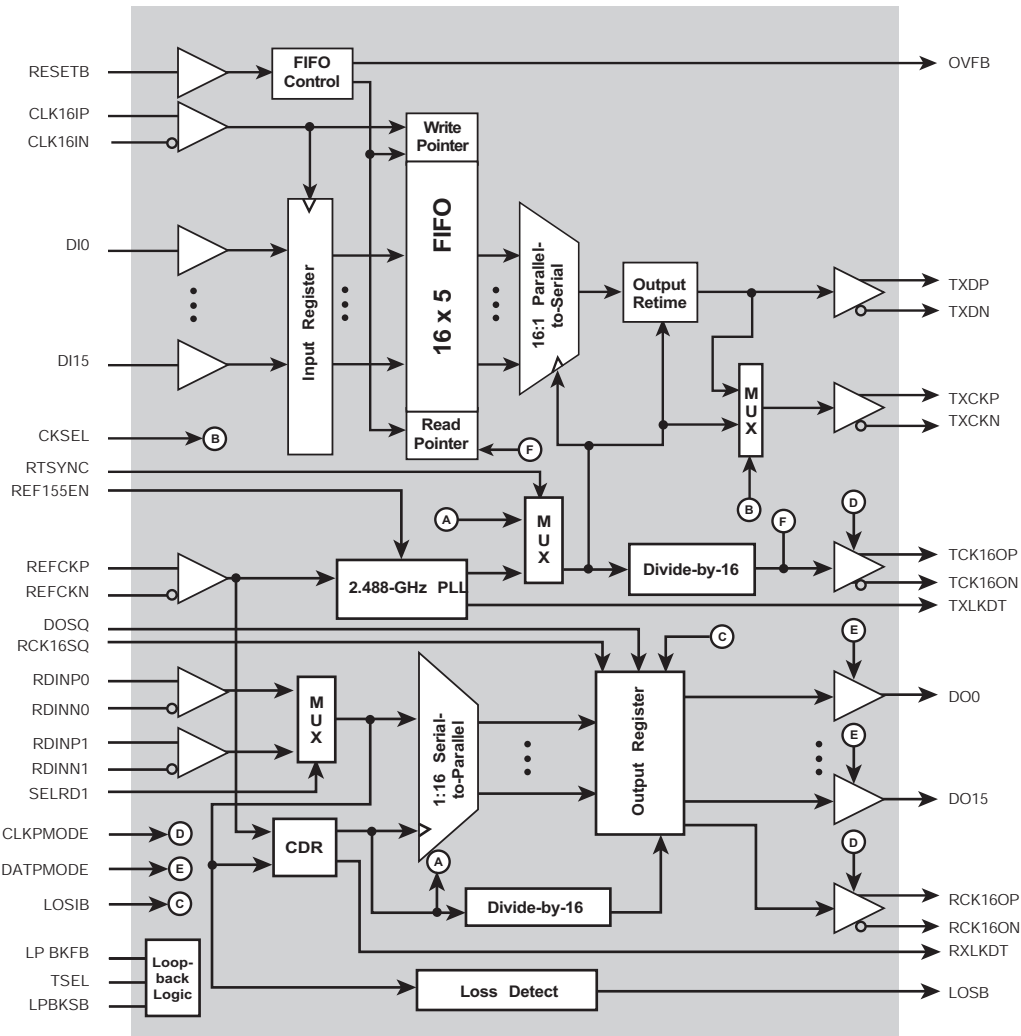 RESETB
FIFO
Control
OVFB
CLK16IP
CLK16IN
Write
Pointer
DI0
DI15
Input Register
16 x 5 FIFO
16:1 Parallel-
to-Serial
Output
Retime
TXDP
TXDN
MUX
TXCKP
TXCKN
CKSEL
B
Read
Pointer
F
RTSYNC
REF155EN
A
MUX
B
F
D
REFCKP
REFCKN
2.488-GHz PLL
Divide-by-16
TCK16OP
TCK16ON
TXLKDT
DOSQ
RCK16SQ
C
E
RDINP0
RDINN0
RDINP1
RDINN1
SELRD1
MUX
1:16 Serial-
to-Parallel
Output Register
DO0
E
DO15
CLKPMODE
D
CDR
DATPMODE
E
A
D
LOSIB
C
Divide-by-16
RCK16OP
RCK16ON
RXLKDT
LP BKFB
TSEL
LPBKSB
Loop-
back
Logic
Loss Detect
LOSB